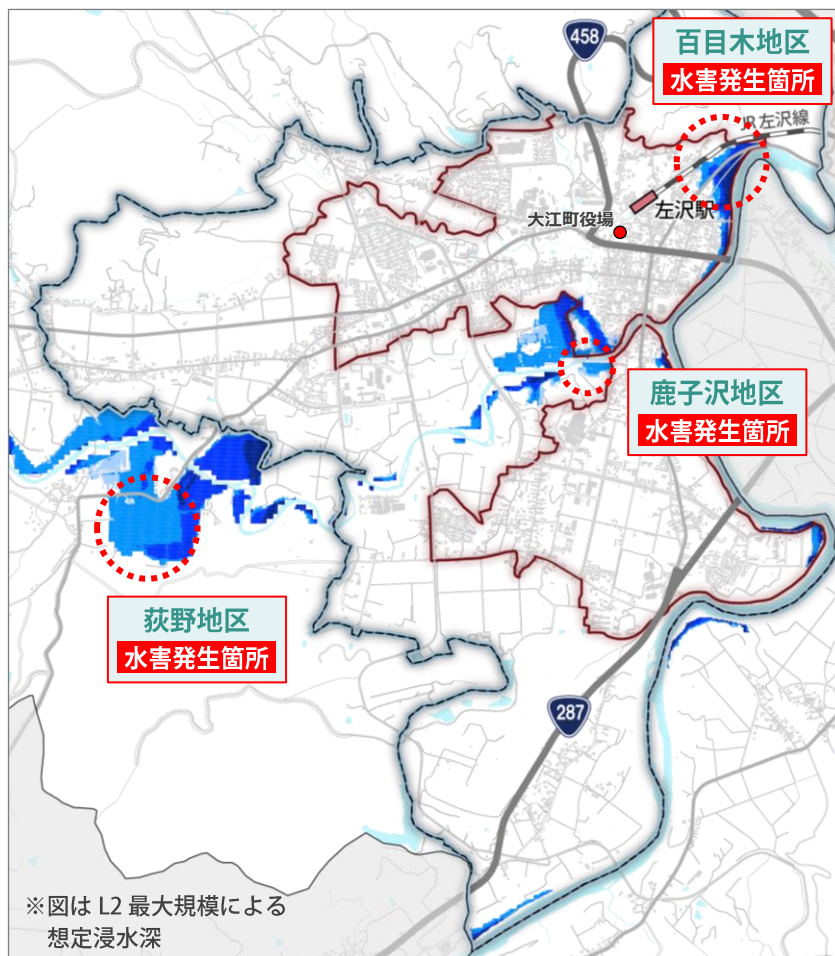 458
百目木地区
水害発生箇所
JR左沢線
左沢駅
大江町役場
鹿子沢地区
水害発生箇所
荻野地区
水害発生箇所
287
※図は L2 最大規模による
想定浸水深